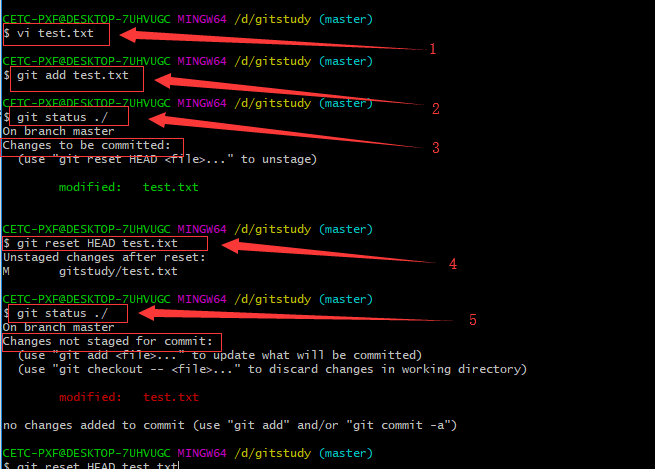 CETC-PXF@DESKTOP-7UHVUGC MINGW64 /d/gitstudy (master)
$ vi test.txt
1
CETC-PXF@DESKTOP-7UHVUGC MINGW64 /d/gitstudy (master)
$ git add test.txt
CETC-PXF@DESKTOP-7UHVUGC MINGW64 /d/gitstudy (master)
2
$ git status ./
On branch master
Changes to be committed:
3
(use "git reset HEAD <file>..." to unstage)
modified: test.txt
CETC-PXF@DESKTOP-7UHVUGC MINGW64 /d/gitstudy (master)
$ git reset HEAD test.txt
Unstaged changes after reset:
4
M gitstudy/test.txt
CETC-PXF@DESKTOP-7UHVUGC MINGW64 /d/gitstudy (master)
$ git status ./
5
On branch master
Changes not staged for commit:
(use "git add <file>..." to update what will be committed)
(use "git checkout -- <file>..." to discard changes in working directory)
modified: test.txt
no changes added to commit (use "git add" and/or "git commit -a")
CETC-PXF@DESKTOP-7UHVUGC MINGW64 /d/gitstudy (master)
$ git reset HEAD test.txt